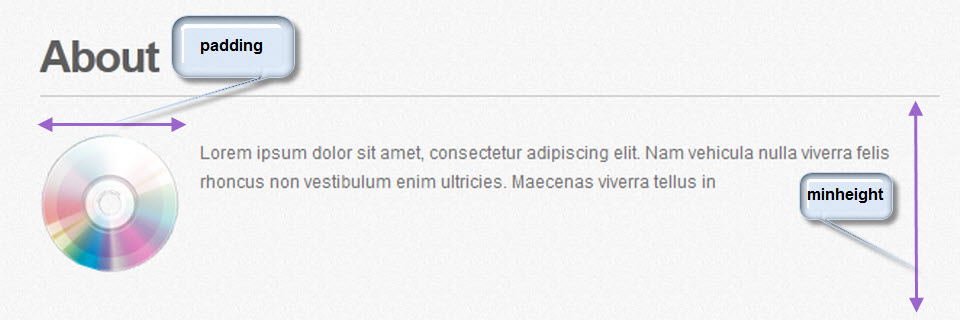 About
padding
Lorem ipsum dolor sit amet, consectetur adipiscing elit. Nam vehicula nulla viverra felis
rhoncus non vestibulum enim ultricies. Maecenas viverra tellus in
minheight